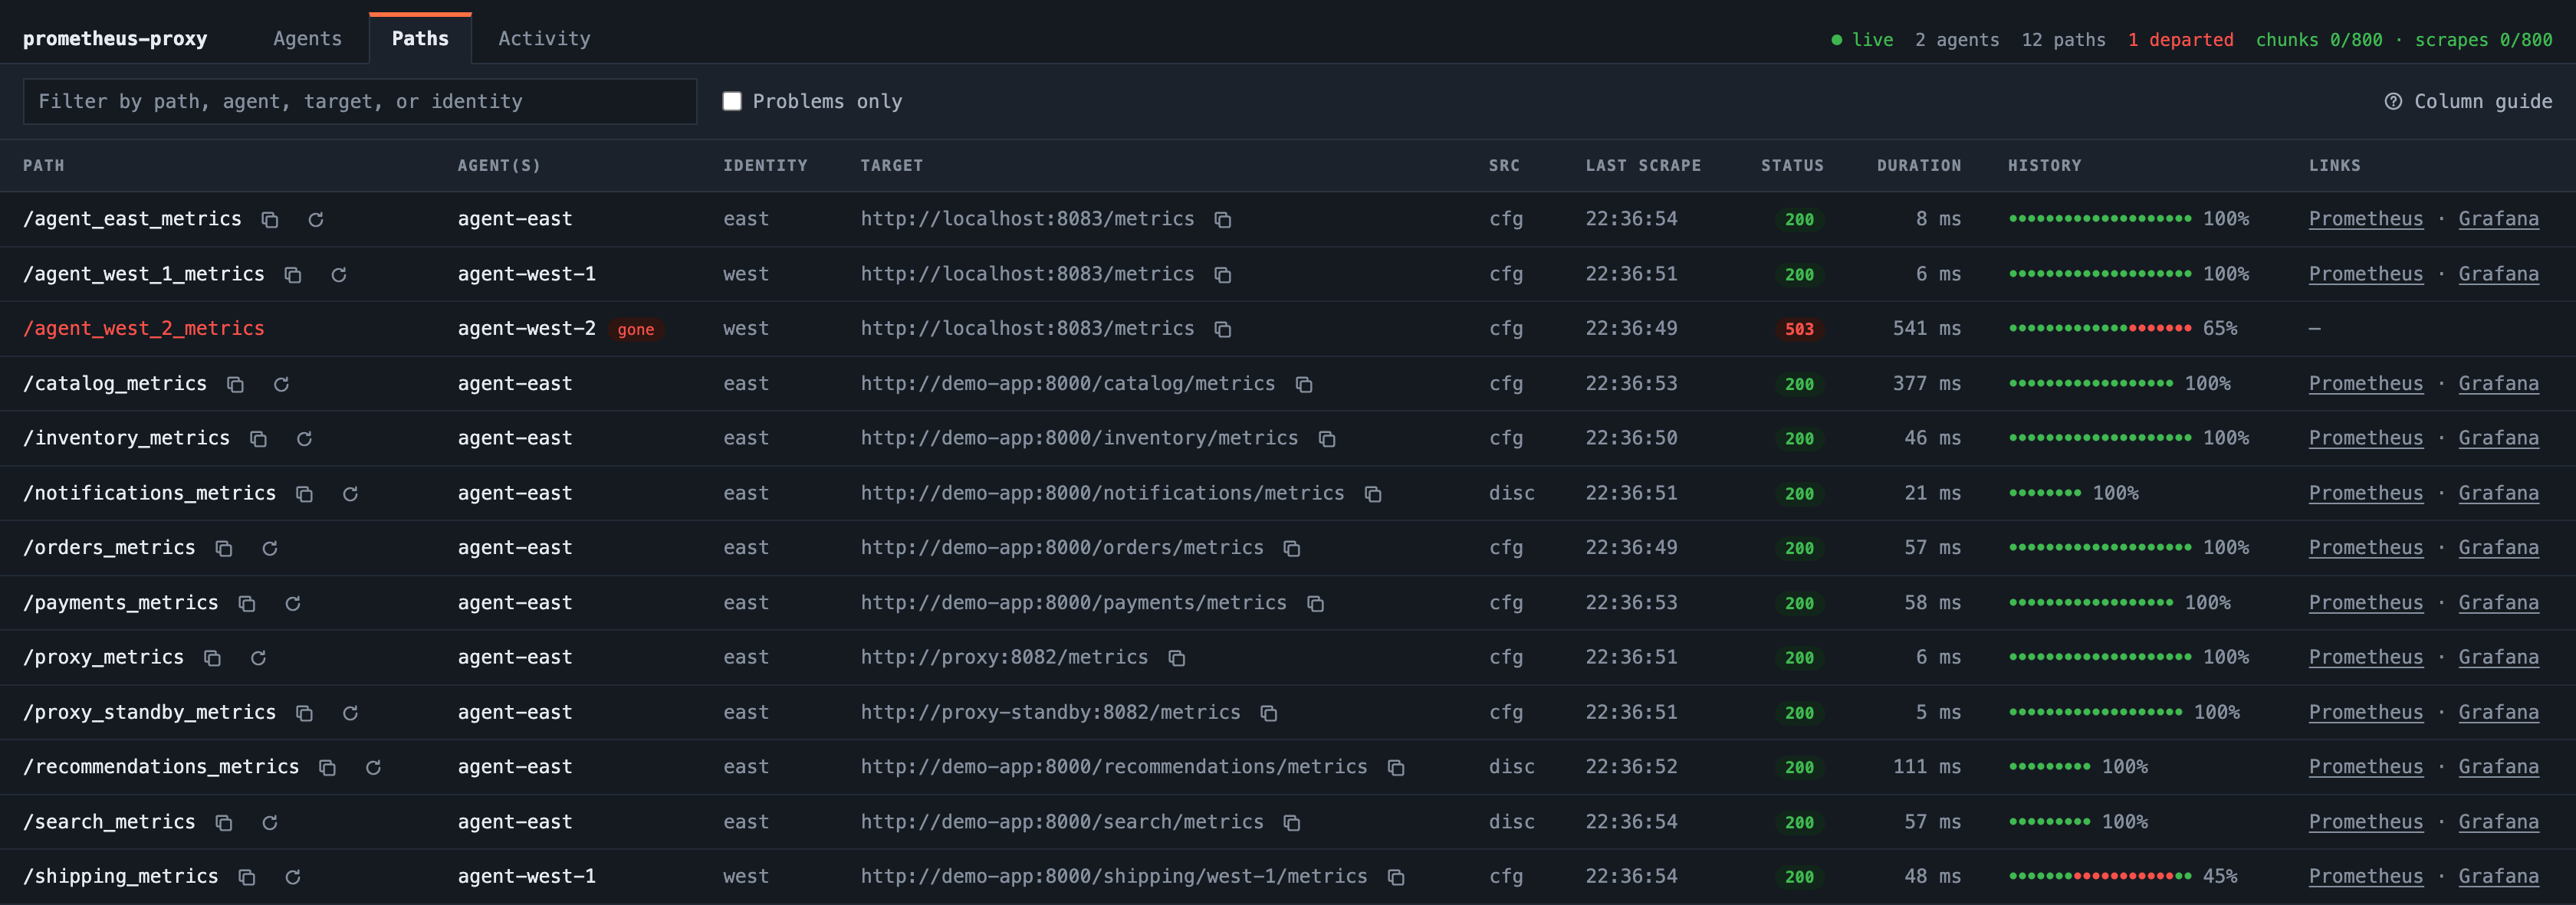 prometheus-proxy Agents Paths Activity live 2 agents 12 paths 1 departed chunks 0/800 · scrapes 0/800
Filter by path, agent, target, or identity Problems only Column guide
PATH AGENT(S) IDENTITY TARGET SRC LAST SCRAPE STATUS DURATION HISTORY LINKS
/agent_east_metrics agent-east east http://localhost:8083/metrics cfg 22:36:54 200 8 ms 100% Prometheus · Grafana
/agent_west_1_metrics agent-west-1 west http://localhost:8083/metrics cfg 22:36:51 200 6 ms 100% Prometheus · Grafana
/agent_west_2_metrics agent-west-2 gone west http://localhost:8083/metrics cfg 22:36:49 503 541 ms 65% —
/catalog_metrics agent-east east http://demo-app:8000/catalog/metrics cfg 22:36:53 200 377 ms 100% Prometheus · Grafana
/inventory_metrics agent-east east http://demo-app:8000/inventory/metrics cfg 22:36:50 200 46 ms 100% Prometheus · Grafana
/notifications_metrics agent-east east http://demo-app:8000/notifications/metrics disc 22:36:51 200 21 ms 100% Prometheus · Grafana
/orders_metrics agent-east east http://demo-app:8000/orders/metrics cfg 22:36:49 200 57 ms 100% Prometheus · Grafana
/payments_metrics agent-east east http://demo-app:8000/payments/metrics cfg 22:36:53 200 58 ms 100% Prometheus · Grafana
/proxy_metrics agent-east east http://proxy:8082/metrics cfg 22:36:51 200 6 ms 100% Prometheus · Grafana
/proxy_standby_metrics agent-east east http://proxy-standby:8082/metrics cfg 22:36:51 200 5 ms 100% Prometheus · Grafana
/recommendations_metrics agent-east east http://demo-app:8000/recommendations/metrics disc 22:36:52 200 111 ms 100% Prometheus · Grafana
/search_metrics agent-east east http://demo-app:8000/search/metrics disc 22:36:54 200 57 ms 100% Prometheus · Grafana
/shipping_metrics agent-west-1 west http://demo-app:8000/shipping/west-1/metrics cfg 22:36:54 200 48 ms 45% Prometheus · Grafana